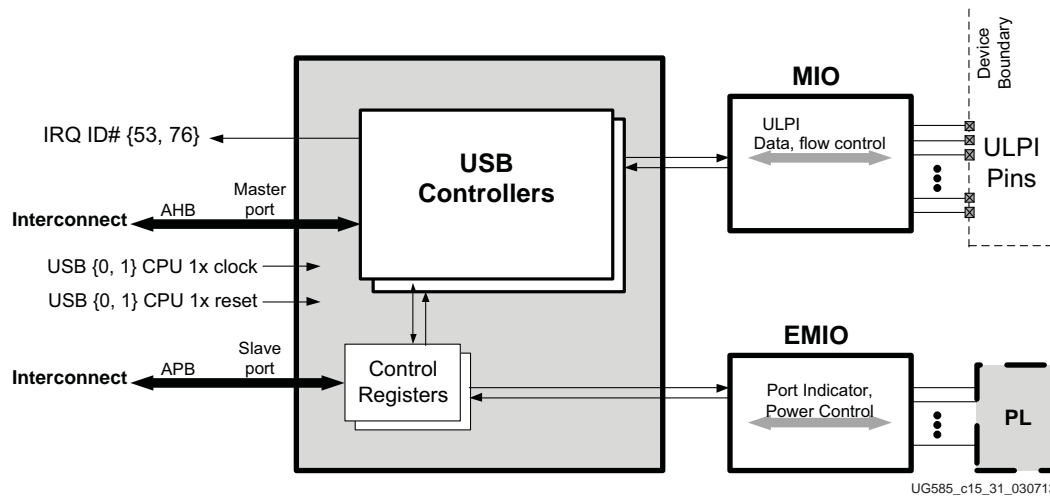 MIO
Device
Boundary
IRQ ID# {53, 76}
USB
Controllers
ULPI
Data, flow control
ULPI
Pins
Master
port
Interconnect
AHB
USB {0, 1} CPU 1x clock
USB {0, 1} CPU 1x reset
EMIO
Slave
port
Interconnect
APB
Control
Registers
Port Indicator,
Power Control
PL
UG585_c15_31_030713